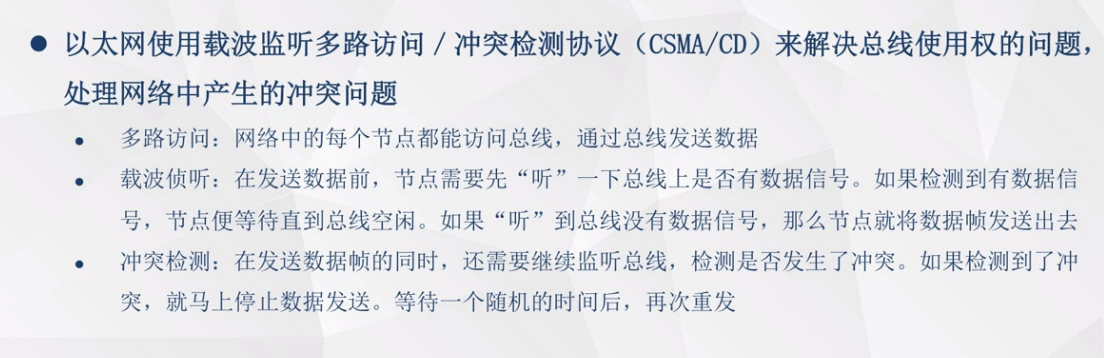 ● 以太网使用载波监听多路访问 / 冲突检测协议（CSMA/CD）来解决总线使用权的问题，
处理网络中产生的冲突问题
• 多路访问：网络中的每个节点都能访问总线，通过总线发送数据
• 载波侦听：在发送数据前，节点需要先“听”一下总线上是否有数据信号。如果检测到有数据信
号，节点便等待直到总线空闲。如果“听”到总线没有数据信号，那么节点就将数据帧发送出去
• 冲突检测：在发送数据帧的同时，还需要继续监听总线，检测是否发生了冲突。如果检测到了冲
突，就马上停止数据发送。等待一个随机的时间后，再次重发